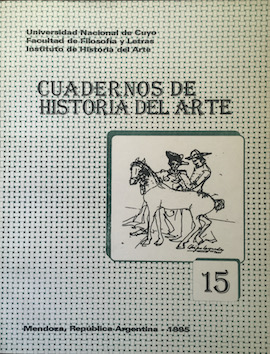 Universidad Nacional de Cuyo
Facultad de Filosofía y Letras
Instituto de Historia del Arte
CUADERNOS DE
HISTORIA DEL ARTE
15
Mendoza, República Argentina - 1995